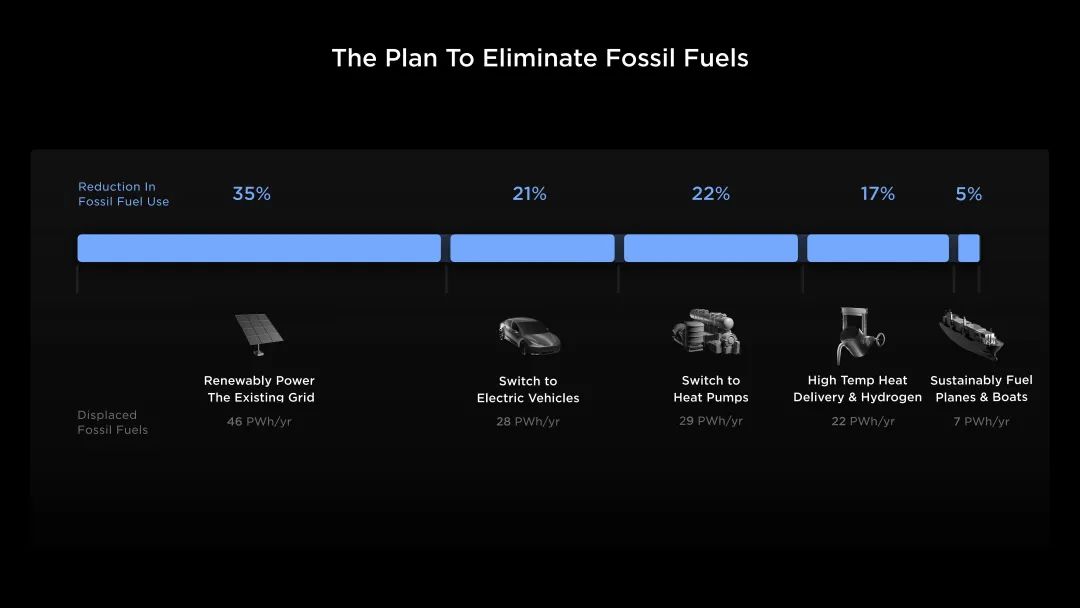 The Plan To Eliminate Fossil Fuels
Reduction In
Fossil Fuel Use
35%
21%
22%
17%
5%
Renewably Power
The Existing Grid
Switch to
Electric Vehicles
Switch to
Heat Pumps
High Temp Heat
Delivery & Hydrogen
Sustainably Fuel
Planes & Boats
Displaced
Fossil Fuels
46 PWh/yr
28 PWh/yr
29 PWh/yr
22 PWh/yr
7 PWh/yr